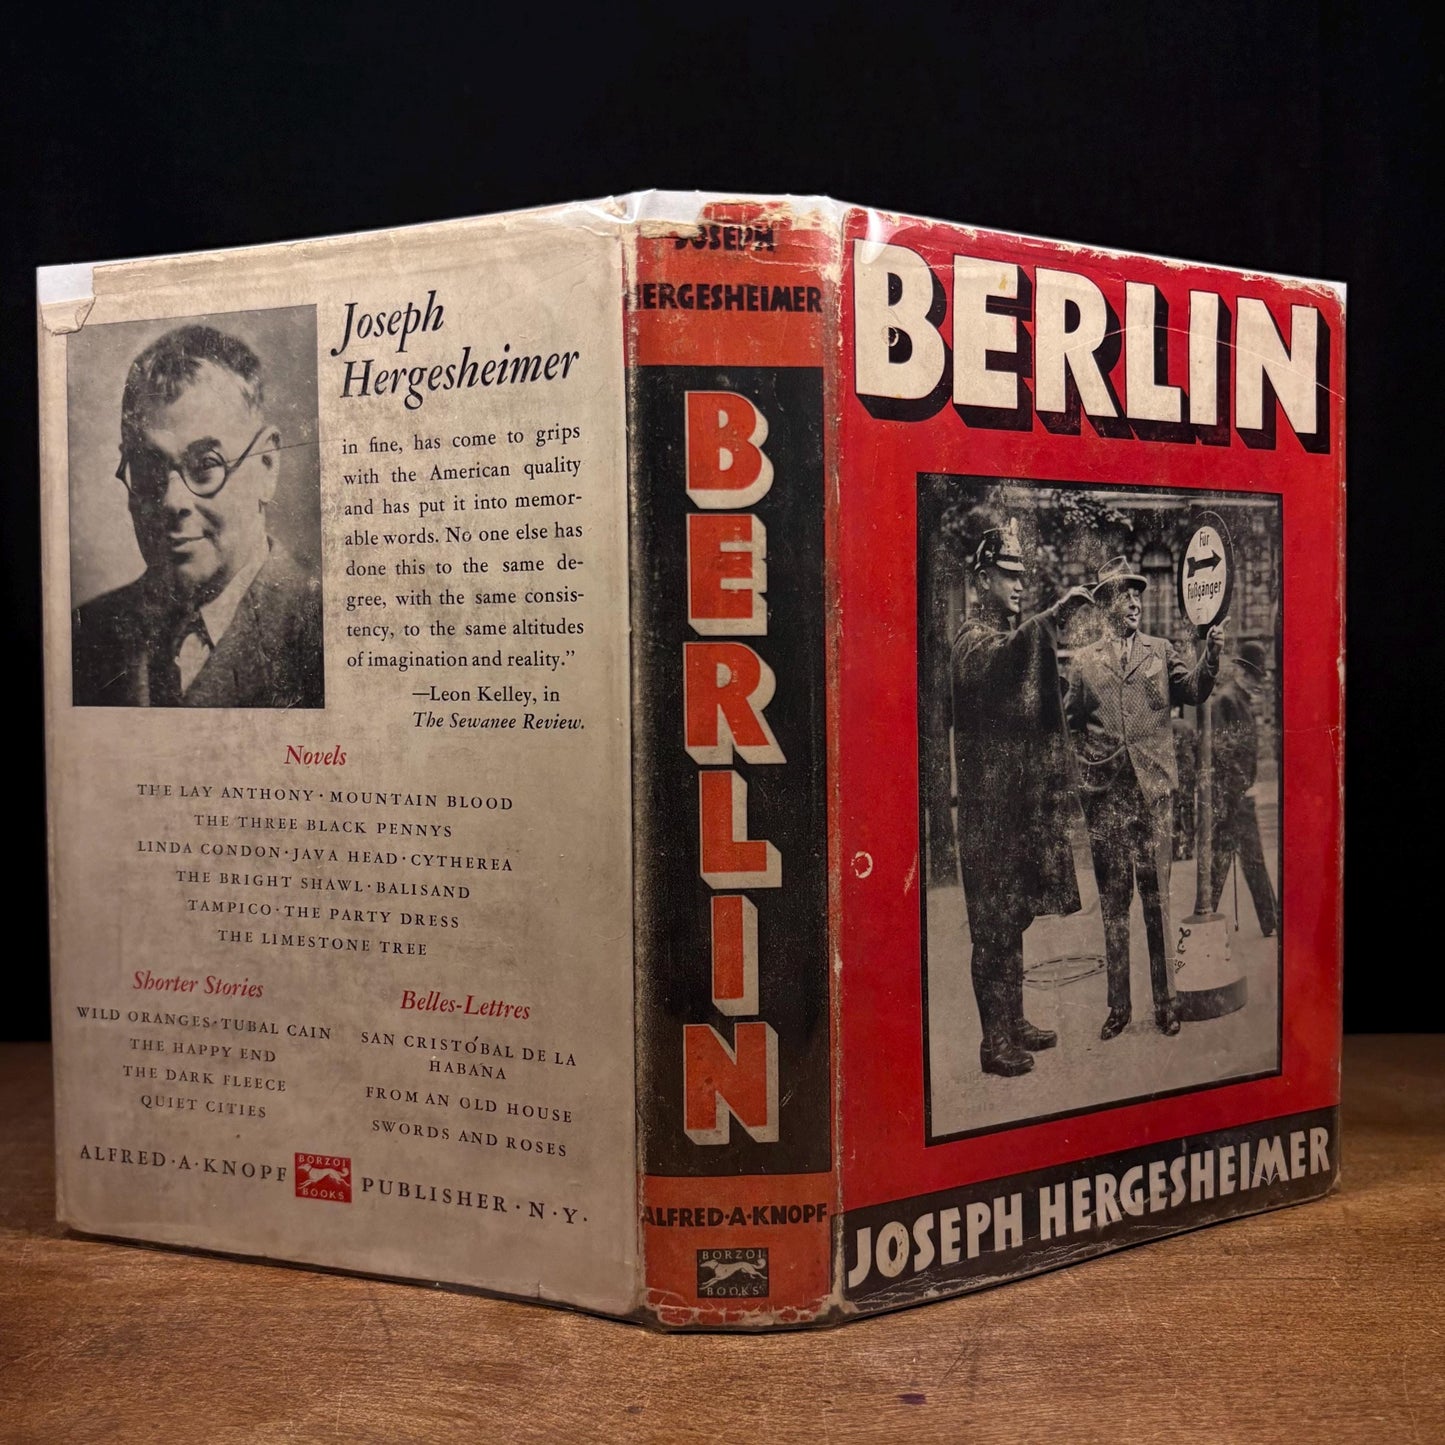 Joseph
Hergesheimer
in fine, has come to grips
with the American quality
and has put it into memor-
able words. No one else has
done this to the same de-
gree, with the same consis-
tency, to the same altitudes
of imagination and reality.”
—Leon Kelley, in
The Sewanee Review.
Novels
THE LAY ANTHONY · MOUNTAIN BLOOD
THE THREE BLACK PENNYS
LINDA CONDON · JAVA HEAD · CYTHEREA
THE BRIGHT SHAWL · BALISAND
TAMPICO · THE PARTY DRESS
THE LIMESTONE TREE
Shorter Stories
WILD ORANGES · TUBAL CAIN
THE HAPPY END
THE DARK FLEECE
QUIET CITIES
Belles-Lettres
SAN CRISTÓBAL DE LA
HABANA
FROM AN OLD HOUSE
SWORDS AND ROSES
ALFRED · A · KNOPF
BORZOI
BOOKS
PUBLISHER · N · Y ·
JOSEPH
HERGESHEIMER
BERLIN
ALFRED · A · KNOPF
BORZOI
BOOKS
BERLIN
Für
Fußgänger
JOSEPH HERGESHEIMER